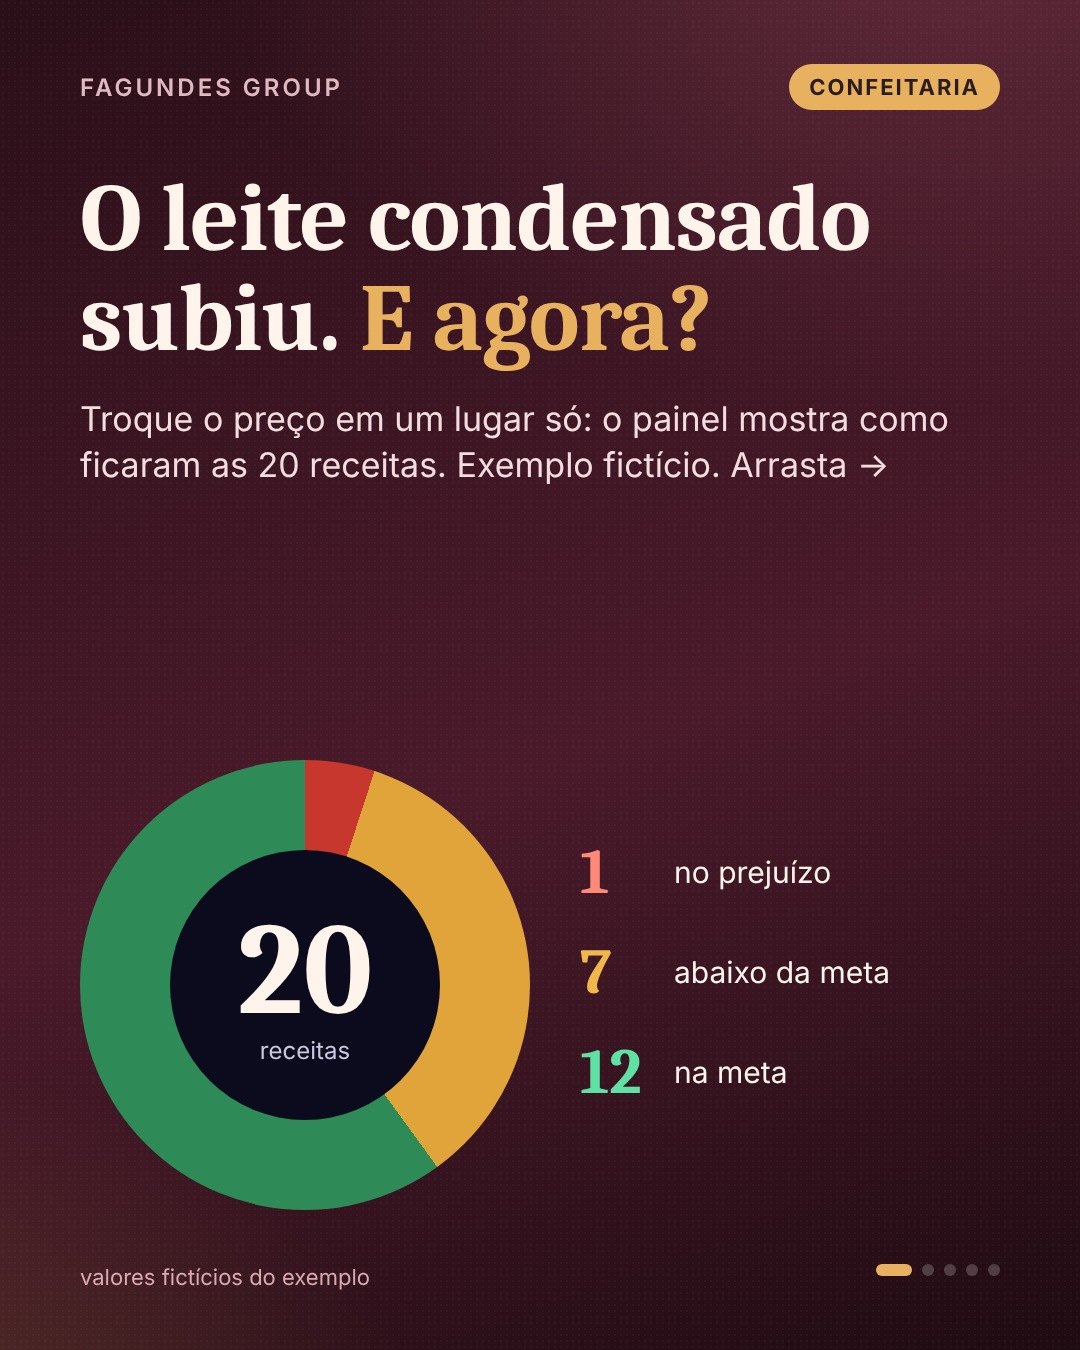 FAGUNDES GROUP
CONFEITARIA
O leite condensado
subiu. E agora?
Troque o preço em um lugar só: o painel mostra como
ficaram as 20 receitas. Exemplo fictício. Arrasta →
20
receitas
1 no prejuízo
7 abaixo da meta
12 na meta
valores fictícios do exemplo